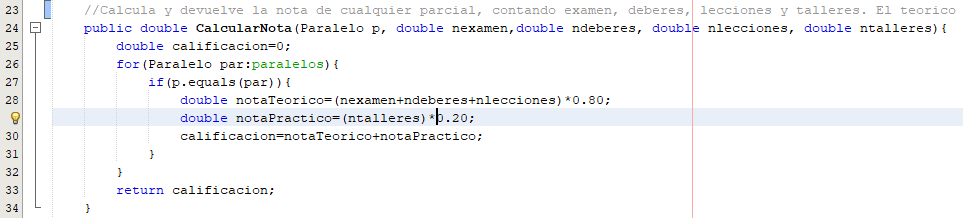 23 //Calcula y devuelve la nota de cualquier parcial, contando examen, deberes, lecciones y talleres. El teorico
24 public double CalcularNota(Paralelo p, double nexamen,double ndeberes, double nlecciones, double ntalleres){
25 double calificacion=0;
26 for(Paralelo par:paralelos){
27 if(p.equals(par)){
28 double notaTeorico=(nexamen+ndeberes+nlecciones)*0.80;
double notaPractico=(ntalleres)*0.20;
30 calificacion=notaTeorico+notaPractico;
31 }
32 }
33 return calificacion;
34 }